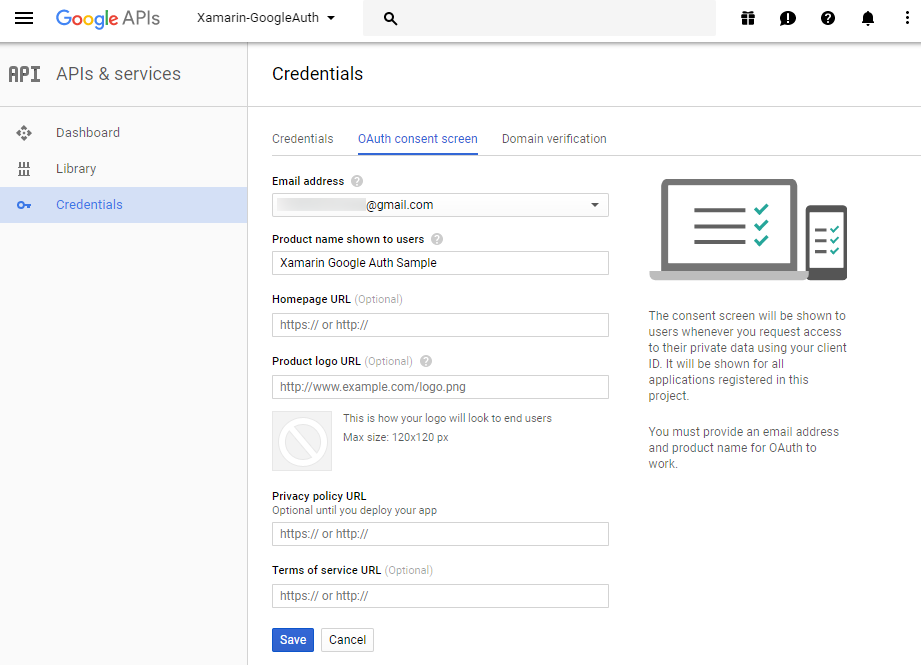 Google APIs
Xamarin-GoogleAuth
API APIs & services
Credentials
Dashboard
Library
Credentials
Credentials OAuth consent screen Domain verification
Email address ?
@gmail.com
Product name shown to users ?
Xamarin Google Auth Sample
Homepage URL (Optional)
https:// or http://
Product logo URL (Optional) ?
http://www.example.com/logo.png
This is how your logo will look to end users
Max size: 120x120 px
Privacy policy URL
Optional until you deploy your app
https:// or http://
Terms of service URL (Optional)
https:// or http://
Save Cancel
The consent screen will be shown to
users whenever you request access
to their private data using your client
ID. It will be shown for all
applications registered in this
project.
You must provide an email address
and product name for OAuth to
work.